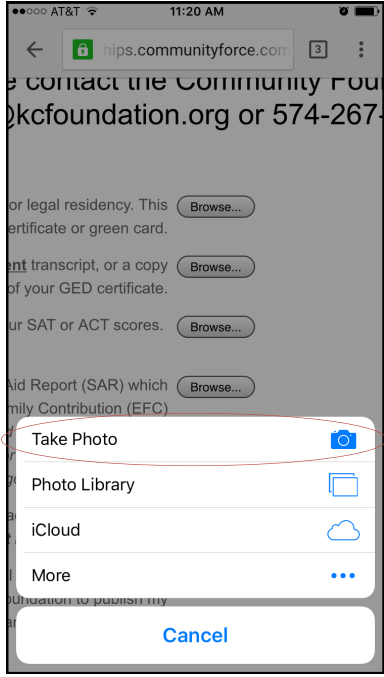 AT&T 11:20 AM
hips.communityforce.com 3
e contact the Community Four
@kcfoundation.org or 574-267-
or legal residency. This Browse...
ertificate or green card.
ent transcript, or a copy Browse...
of your GED certificate.
ur SAT or ACT scores. Browse...
Aid Report (SAR) which Browse...
mily Contribution (EFC)
Take Photo
Photo Library
iCloud
More
oundation to publish my
Cancel